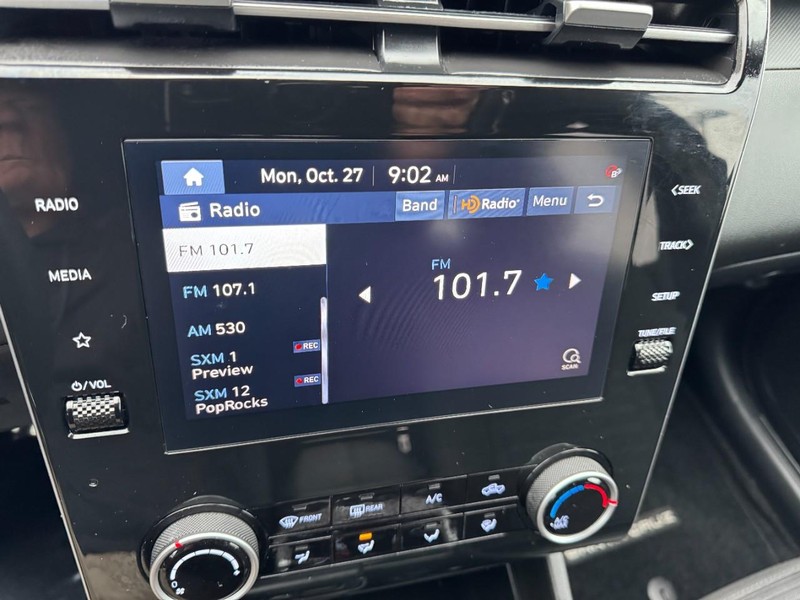 Mon, Oct. 27 9:02 AM
RADIO
Radio
Band HD Radio Menu
<SEEK
FM 101.7
MEDIA
FM
101.7
TRACK>
FM 107.1
SETUP
AM 530
TUNE/FILE
SXM 1 REC
Preview
SCAN
⏻/VOL
SXM 12 REC
PopRocks
FRONT
REAR
A/C
A/C
MAX